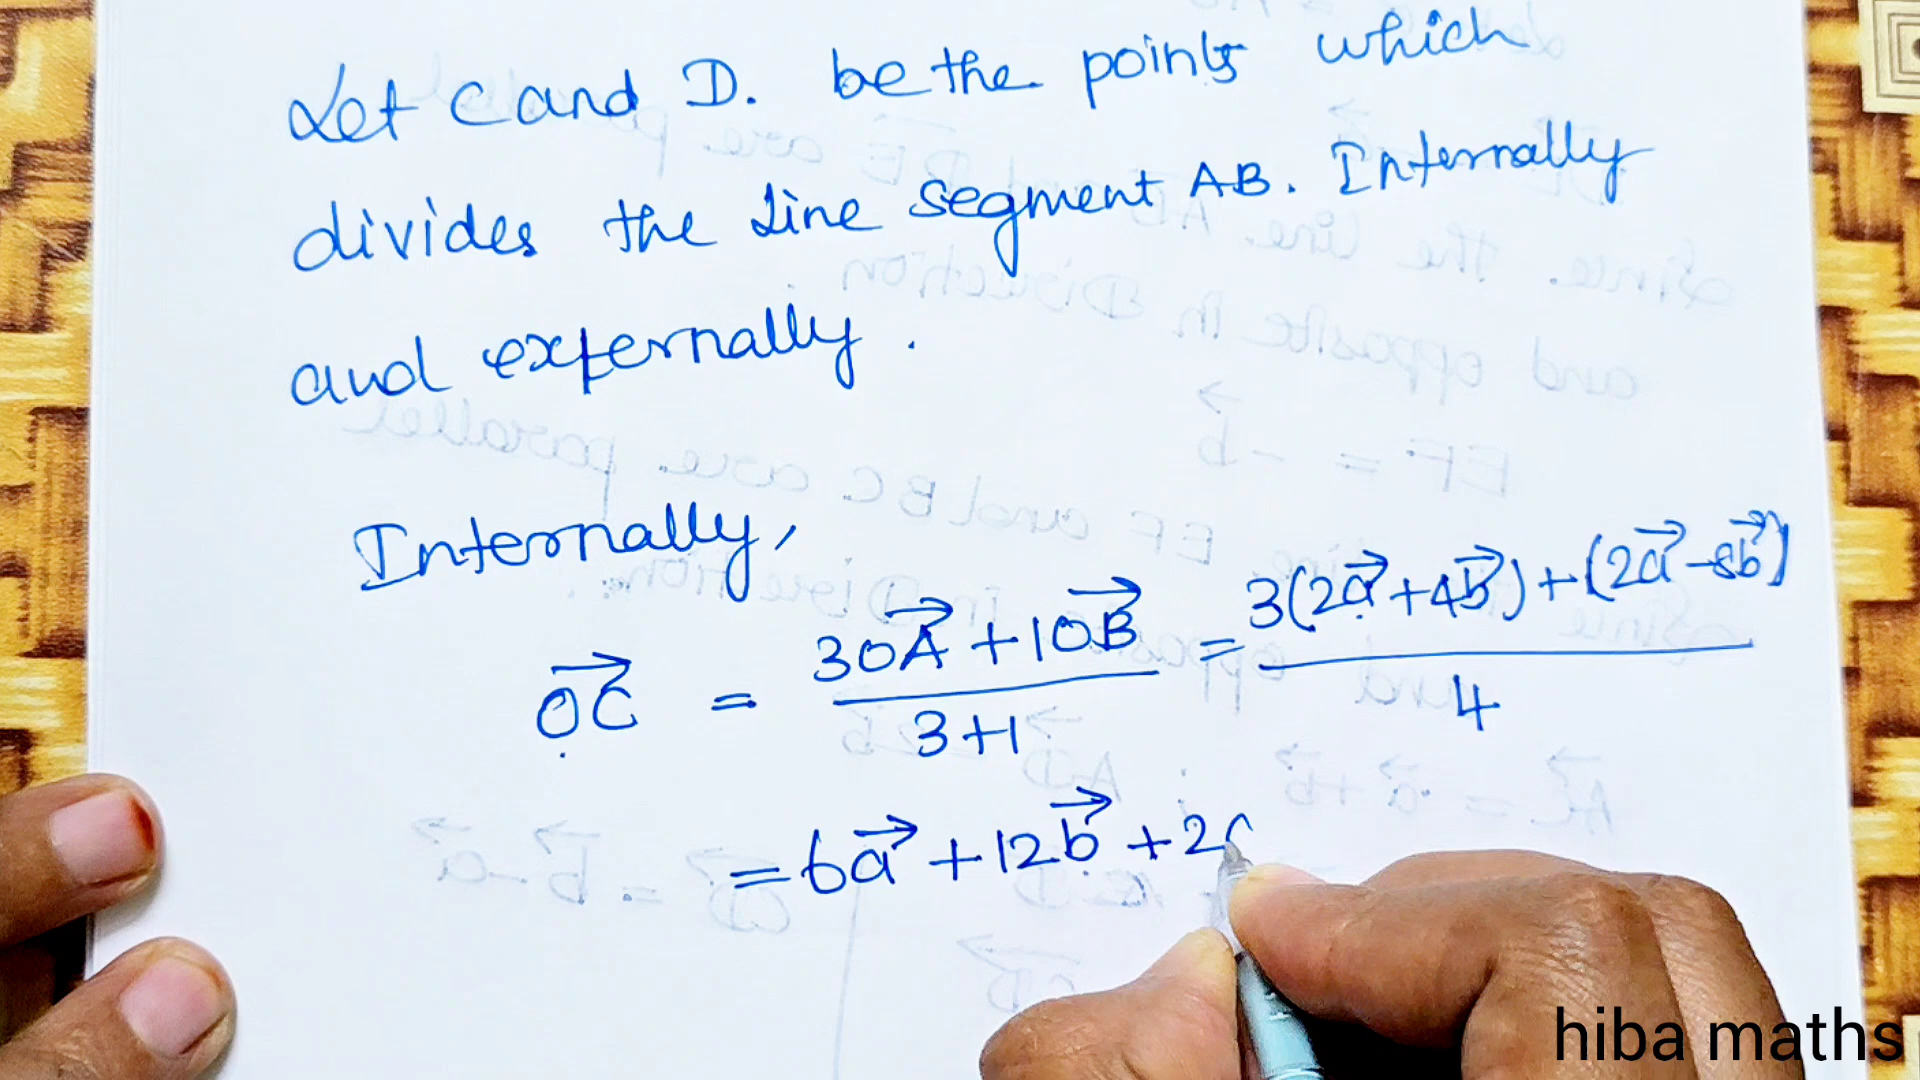 Let C and D. be the points which
divides the line segment AB. Internally
and externally.
Internally,
OC⃗ = (3OA⃗ + 1OB⃗)/(3+1) = (3(2a⃗+4b⃗)+(2a⃗-8b⃗))/4
= 6a⃗ + 12b⃗ + 2a
hiba maths